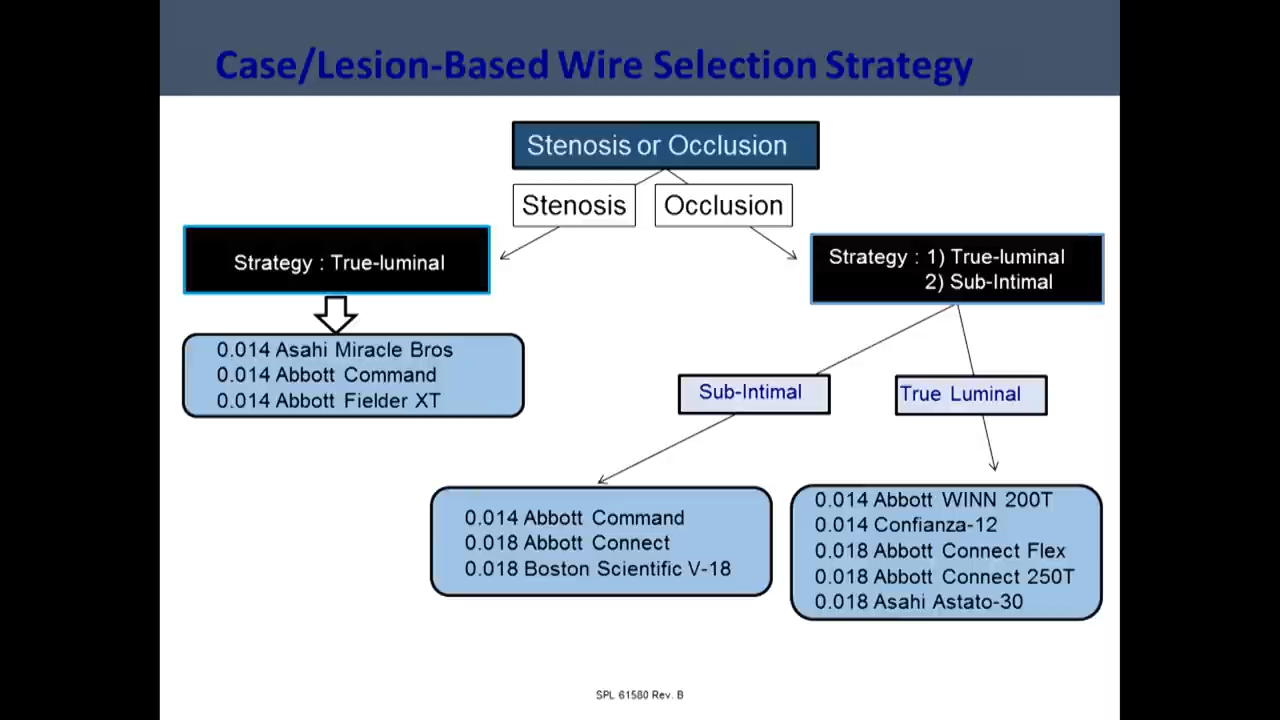 Case/Lesion-Based Wire Selection Strategy
Stenosis or Occlusion
Stenosis
Occlusion
Strategy : True-luminal
Strategy : 1) True-luminal
2) Sub-Intimal
0.014 Asahi Miracle Bros
0.014 Abbott Command
0.014 Abbott Fielder XT
Sub-Intimal
True Luminal
0.014 Abbott Command
0.018 Abbott Connect
0.018 Boston Scientific V-18
0.014 Abbott WINN 200T
0.014 Confianza-12
0.018 Abbott Connect Flex
0.018 Abbott Connect 250T
0.018 Asahi Astato-30
SPL 61580 Rev. B